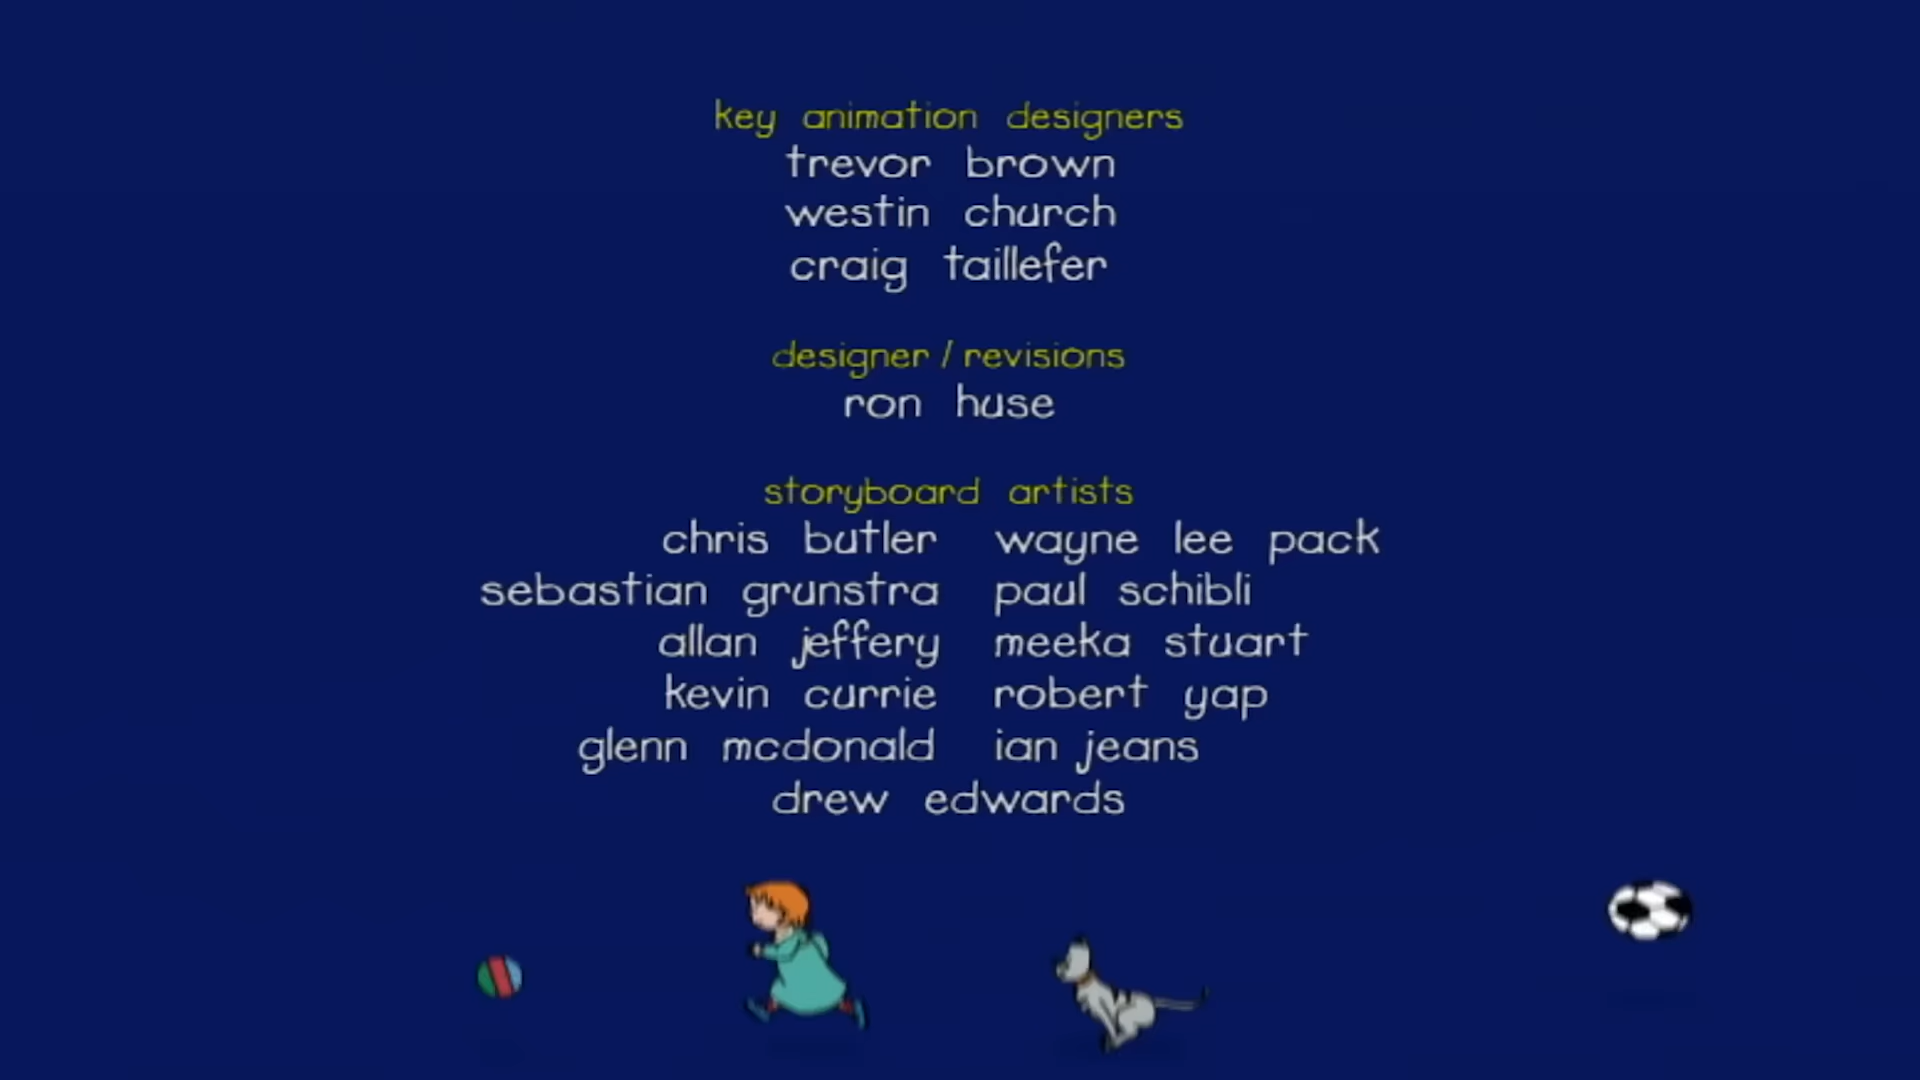 key animation designers
trevor brown
westin church
craig taillefer
designer / revisions
ron huse
storyboard artists
chris butler wayne lee pack
sebastian grunstra paul schibli
allan jeffery meeka stuart
kevin currie robert yap
glenn mcdonald ian jeans
drew edwards